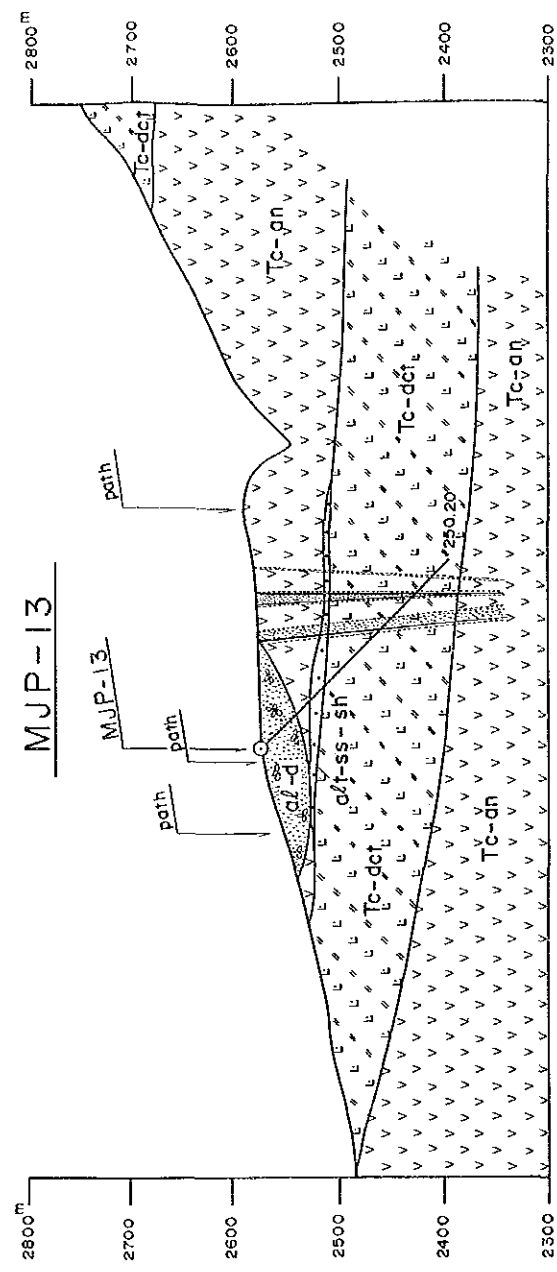 MJP-13
2800 m
2700
2600
2500
2400
2300
2800 m
2700
2600
2500
2400
2300
path
MJP-13
path
path
al-d
alt-ss-sh
Tc-dct
Tc-an
Tc-dct
Tc-an
Tc-dct
Tc-an
250.20